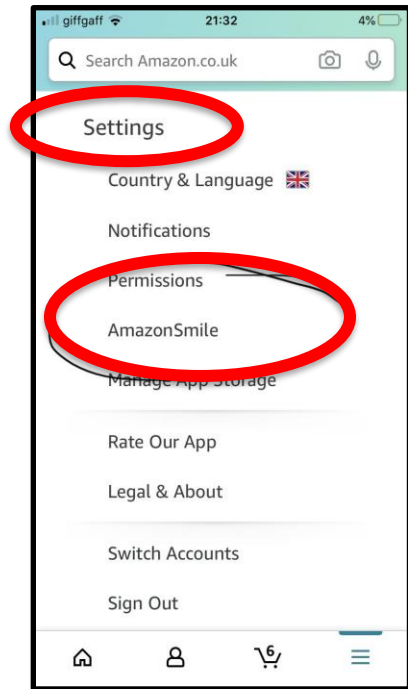 giffgaff 21:32 4%
Search Amazon.co.uk
Settings
Country & Language
Notifications
Permissions
AmazonSmile
Manage App Storage
Rate Our App
Legal & About
Switch Accounts
Sign Out
6